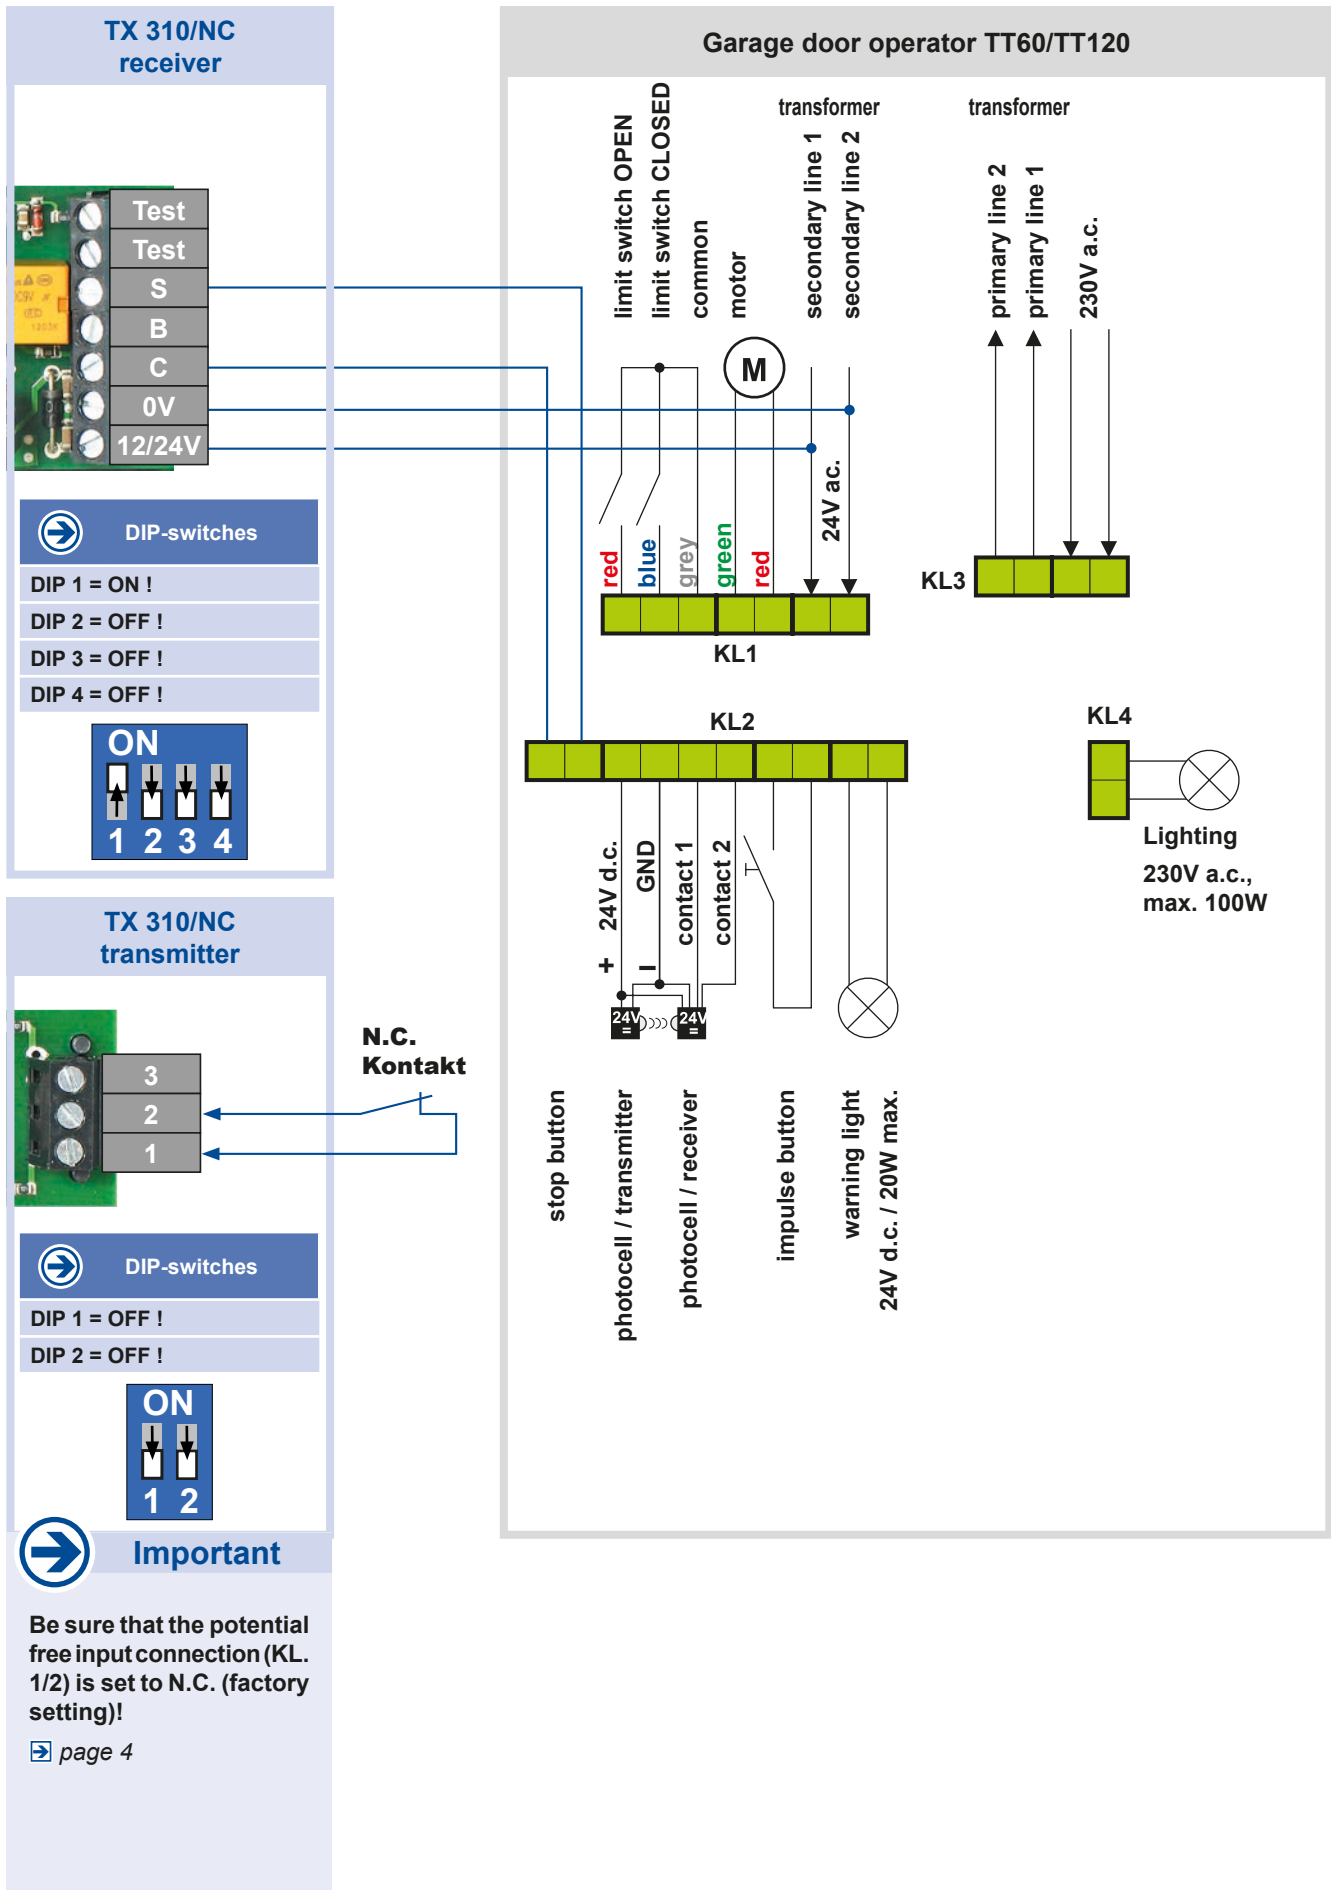 TX 310/NC
receiver
Test
Test
S
B
C
0V
12/24V
DIP-switches
DIP 1 = ON !
DIP 2 = OFF !
DIP 3 = OFF !
DIP 4 = OFF !
ON
1 2 3 4
TX 310/NC
transmitter
3
2
1
N.C.
Kontakt
DIP-switches
DIP 1 = OFF !
DIP 2 = OFF !
ON
1 2
Important
Be sure that the potential
free input connection (KL.
1/2) is set to N.C. (factory
setting)!
page 4
Garage door operator TT60/TT120
limit switch OPEN
limit switch CLOSED
common
motor
transformer
secondary line 1
secondary line 2
transformer
primary line 2
primary line 1
230V a.c.
M
24V ac.
red
blue
grey
green
red
KL1
KL3
KL2
KL4
Lighting
230V a.c.,
max. 100W
24V d.c.
GND
contact 1
contact 2
+
–
24V
=
24V
=
stop button
photocell / transmitter
photocell / receiver
impulse button
warning light
24V d.c. / 20W max.